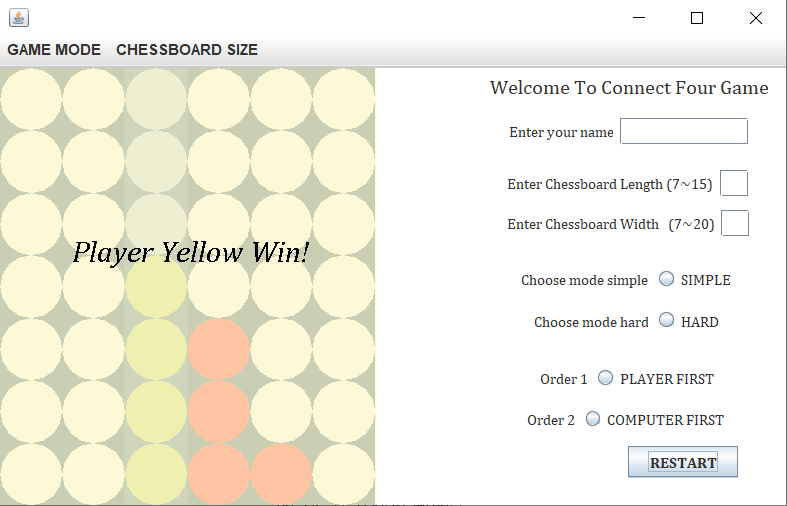 GAME MODE CHESSBOARD SIZE
Player Yellow Win!
Welcome To Connect Four Game
Enter your name
Enter Chessboard Length (7~15)
Enter Chessboard Width (7~20)
Choose mode simple SIMPLE
Choose mode hard HARD
Order 1 PLAYER FIRST
Order 2 COMPUTER FIRST
RESTART